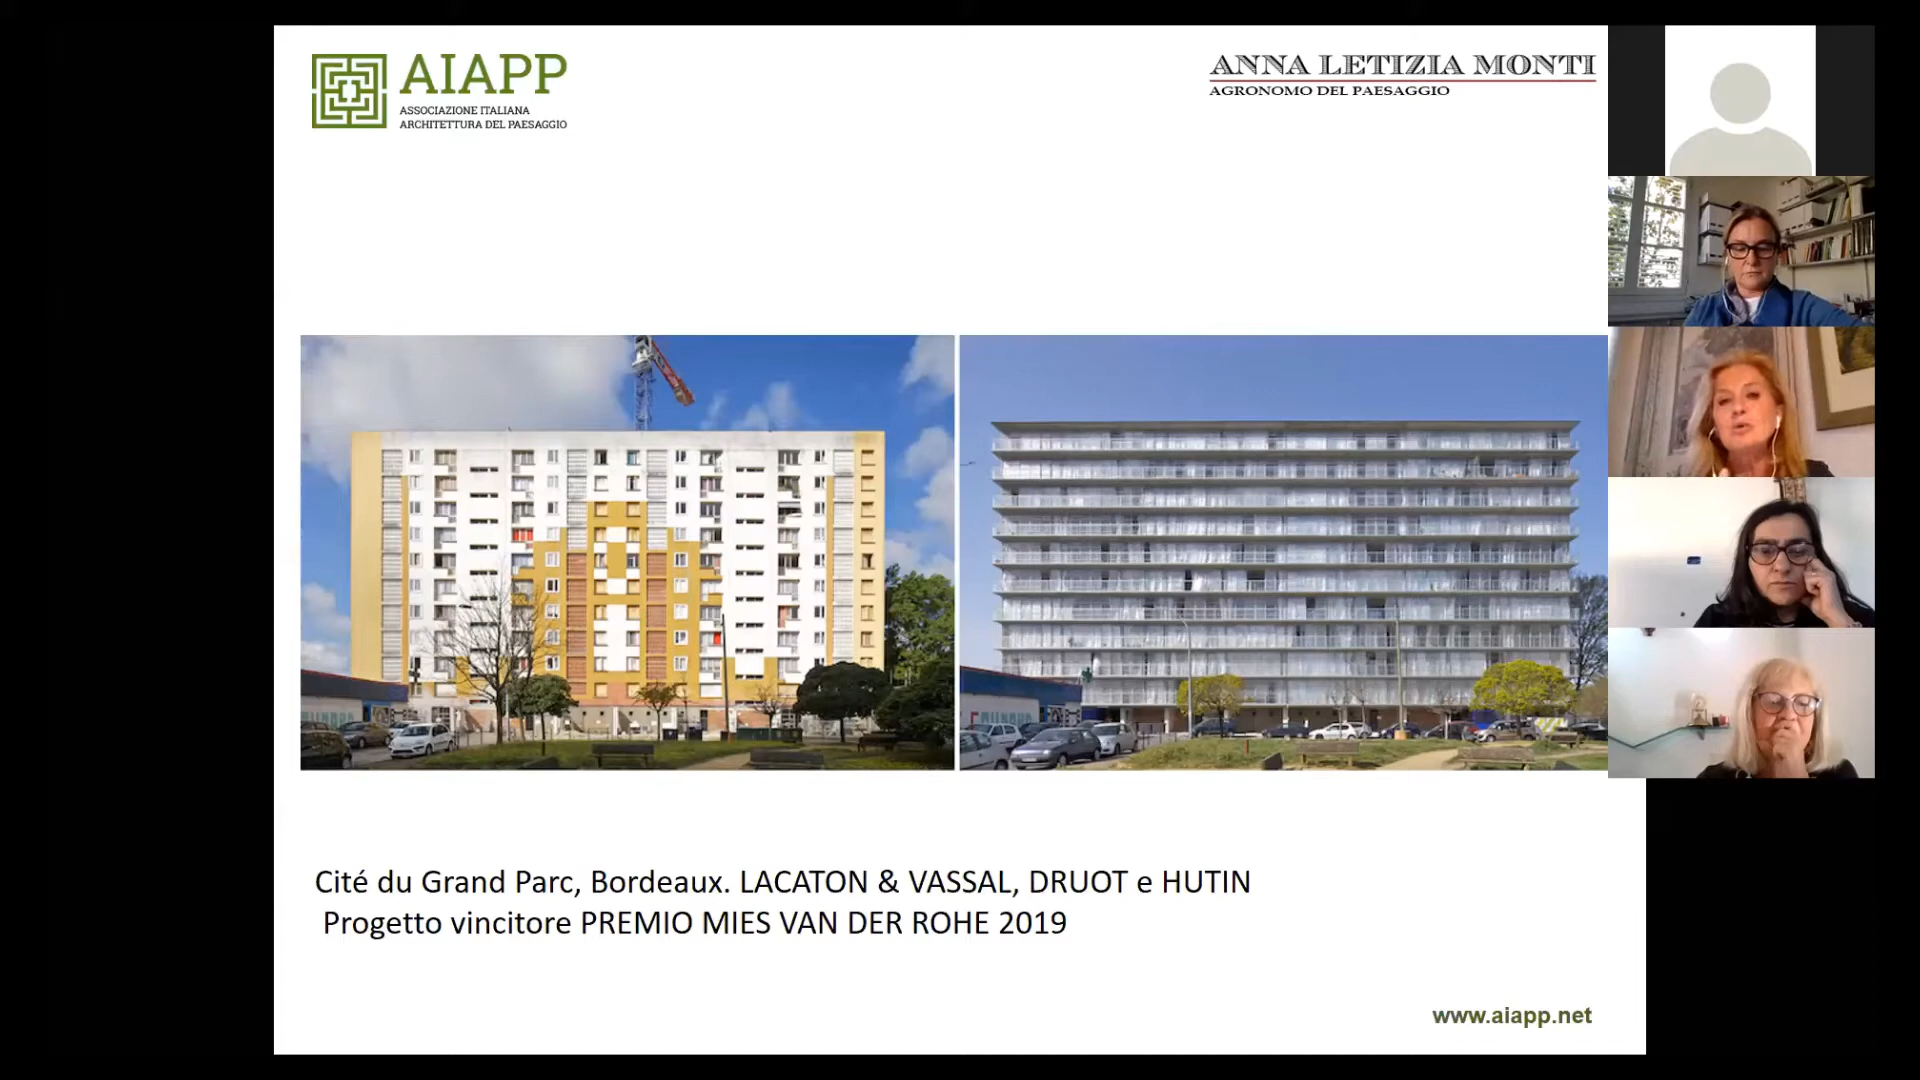 AIAPP
ASSOCIAZIONE ITALIANA
ARCHITETTURA DEL PAESAGGIO
ANNA LETIZIA MONTI
AGRONOMO DEL PAESAGGIO
Cité du Grand Parc, Bordeaux. LACATON & VASSAL, DRUOT e HUTIN
Progetto vincitore PREMIO MIES VAN DER ROHE 2019
www.aiapp.net